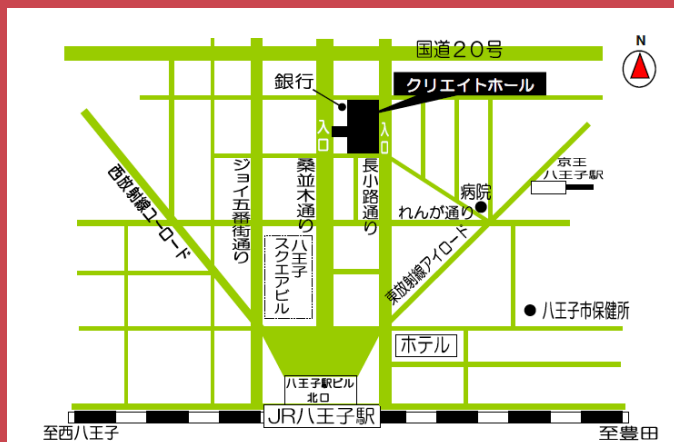 国道20号
N
銀行
クリエイトホール
入口
入口
京王
八王子駅
病院
れんが通り
西放射線ユーロード
ジョイ五番街通り
桑並木通り
長小路通り
八王子
スクエアビル
東放射線アイロード
八王子市保健所
ホテル
八王子駅ビル
北口
JR八王子駅
至西八王子
至豊田